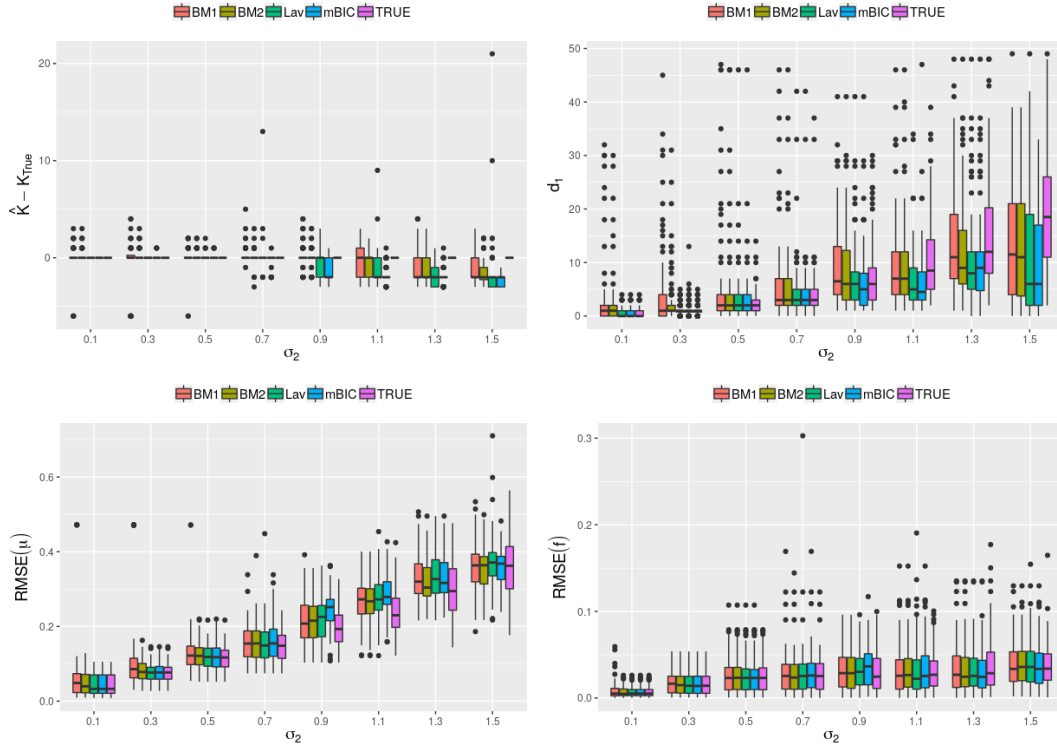 BM1 BM2 Lav mBIC TRUE
20
10
0
K̂ − K_True
0.1 0.3 0.5 0.7 0.9 1.1 1.3 1.5
σ₂
BM1 BM2 Lav mBIC TRUE
50
40
30
20
10
0
d₁
0.1 0.3 0.5 0.7 0.9 1.1 1.3 1.5
σ₂
BM1 BM2 Lav mBIC TRUE
0.6
0.4
0.2
0.0
RMSE(μ)
0.1 0.3 0.5 0.7 0.9 1.1 1.3 1.5
σ₂
BM1 BM2 Lav mBIC TRUE
0.3
0.2
0.1
0.0
RMSE(f)
0.1 0.3 0.5 0.7 0.9 1.1 1.3 1.5
σ₂